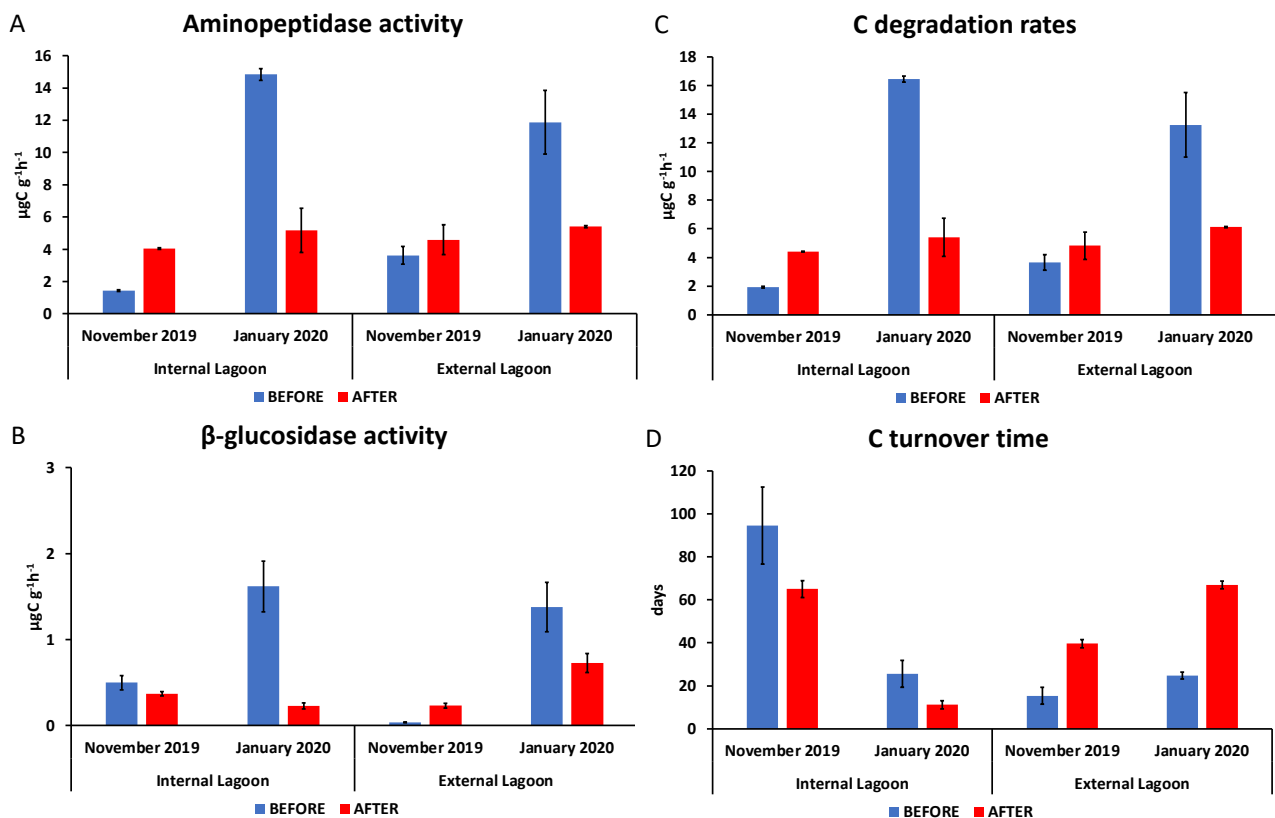 A
Aminopeptidase activity
16
14
12
10
8
6
4
2
0
µgC g-1h-1
November 2019 January 2020 November 2019 January 2020
Internal Lagoon External Lagoon
BEFORE AFTER
C
C degradation rates
18
16
14
12
10
8
6
4
2
0
µgC g-1h-1
November 2019 January 2020 November 2019 January 2020
Internal Lagoon External Lagoon
BEFORE AFTER
B
β-glucosidase activity
3
2
1
0
µgC g-1h-1
November 2019 January 2020 November 2019 January 2020
Internal Lagoon External Lagoon
BEFORE AFTER
D
C turnover time
120
100
80
60
40
20
0
days
November 2019 January 2020 November 2019 January 2020
Internal Lagoon External Lagoon
BEFORE AFTER